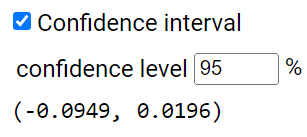 Confidence interval
confidence level 95 %
(-0.0949, 0.0196)